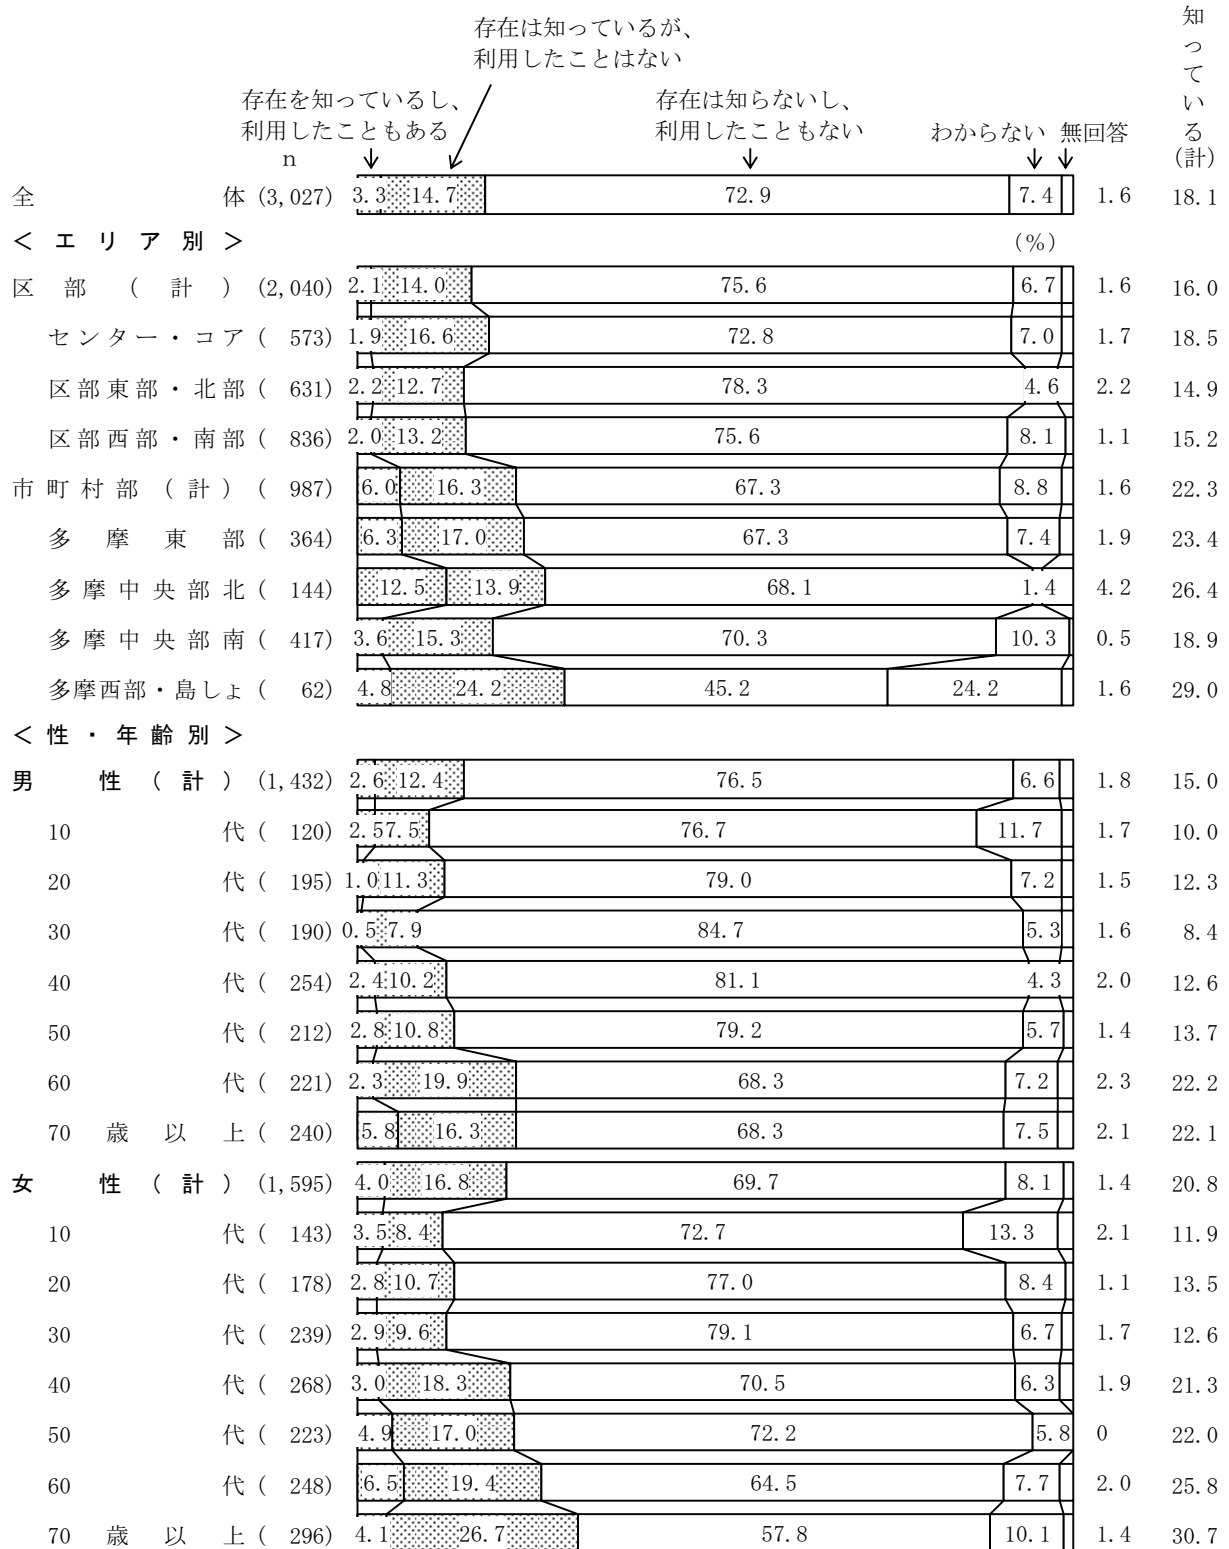 存在は知っているが、
利用したことはない
存在を知っているし、
利用したこともある
存在は知らないし、
利用したこともない
わからない 無回答
知っている(計)
n
全体 (3,027) 3.3 14.7 72.9 7.4 1.6 18.1
＜エリア別＞ (%)
区部(計) (2,040) 2.1 14.0 75.6 6.7 1.6 16.0
センター・コア ( 573) 1.9 16.6 72.8 7.0 1.7 18.5
区部東部・北部 ( 631) 2.2 12.7 78.3 4.6 2.2 14.9
区部西部・南部 ( 836) 2.0 13.2 75.6 8.1 1.1 15.2
市町村部(計) ( 987) 6.0 16.3 67.3 8.8 1.6 22.3
多摩東部 ( 364) 6.3 17.0 67.3 7.4 1.9 23.4
多摩中央部北 ( 144) 12.5 13.9 68.1 1.4 4.2 26.4
多摩中央部南 ( 417) 3.6 15.3 70.3 10.3 0.5 18.9
多摩西部・島しょ ( 62) 4.8 24.2 45.2 24.2 1.6 29.0
＜性・年齢別＞
男性(計) (1,432) 2.6 12.4 76.5 6.6 1.8 15.0
10代 ( 120) 2.5 7.5 76.7 11.7 1.7 10.0
20代 ( 195) 1.0 11.3 79.0 7.2 1.5 12.3
30代 ( 190) 0.5 7.9 84.7 5.3 1.6 8.4
40代 ( 254) 2.4 10.2 81.1 4.3 2.0 12.6
50代 ( 212) 2.8 10.8 79.2 5.7 1.4 13.7
60代 ( 221) 2.3 19.9 68.3 7.2 2.3 22.2
70歳以上 ( 240) 5.8 16.3 68.3 7.5 2.1 22.1
女性(計) (1,595) 4.0 16.8 69.7 8.1 1.4 20.8
10代 ( 143) 3.5 8.4 72.7 13.3 2.1 11.9
20代 ( 178) 2.8 10.7 77.0 8.4 1.1 13.5
30代 ( 239) 2.9 9.6 79.1 6.7 1.7 12.6
40代 ( 268) 3.0 18.3 70.5 6.3 1.9 21.3
50代 ( 223) 4.9 17.0 72.2 5.8 0 22.0
60代 ( 248) 6.5 19.4 64.5 7.7 2.0 25.8
70歳以上 ( 296) 4.1 26.7 57.8 10.1 1.4 30.7